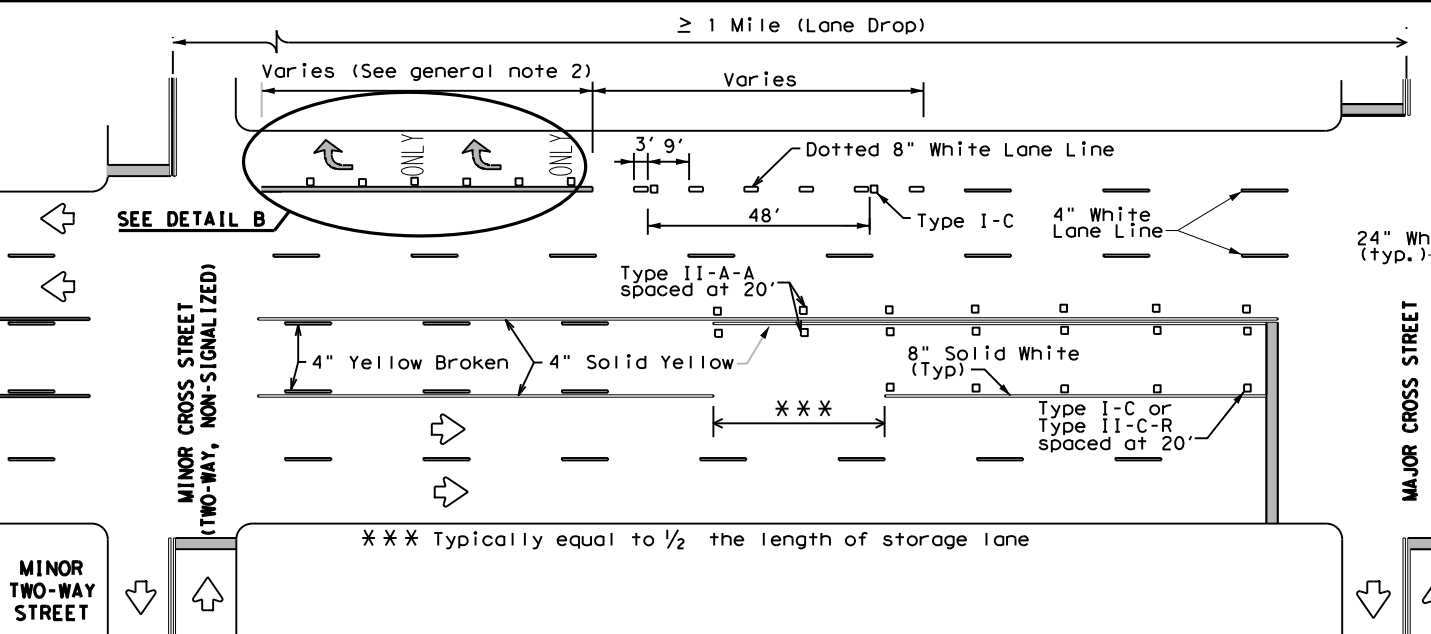 ≥ 1 Mile (Lane Drop)
Varies (See general note 2)
Varies
ONLY
ONLY
3' 9'
Dotted 8" White Lane Line
SEE DETAIL B
48'
Type I-C
4" White
Lane Line
24" Wh
(typ.)
Type II-A-A
spaced at 20'
MINOR CROSS STREET
(TWO-WAY, NON-SIGNALIZED)
4" Yellow Broken
4" Solid Yellow
8" Solid White
(Typ)
***
Type I-C or
Type II-C-R
spaced at 20'
MAJOR CROSS STREET
*** Typically equal to ½ the length of storage lane
MINOR
TWO-WAY
STREET